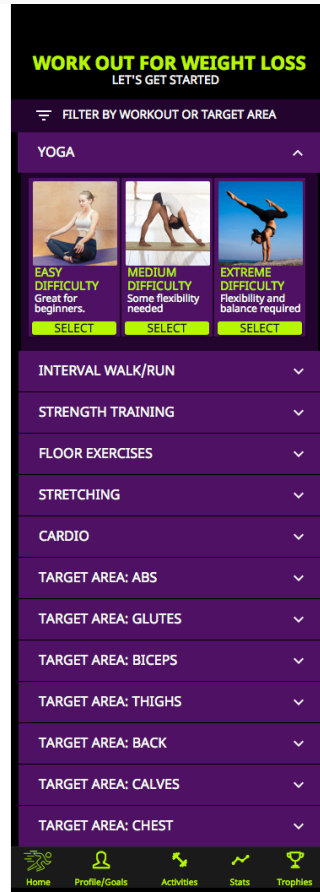 WORK OUT FOR WEIGHT LOSS
LET'S GET STARTED
FILTER BY WORKOUT OR TARGET AREA
YOGA
EASY
DIFFICULTY
Great for
beginners.
SELECT
MEDIUM
DIFFICULTY
Some flexibility
needed
SELECT
EXTREME
DIFFICULTY
Flexibility and
balance required
SELECT
INTERVAL WALK/RUN
STRENGTH TRAINING
FLOOR EXERCISES
STRETCHING
CARDIO
TARGET AREA: ABS
TARGET AREA: GLUTES
TARGET AREA: BICEPS
TARGET AREA: THIGHS
TARGET AREA: BACK
TARGET AREA: CALVES
TARGET AREA: CHEST
Home
Profile/Goals
Activities
Stats
Trophies